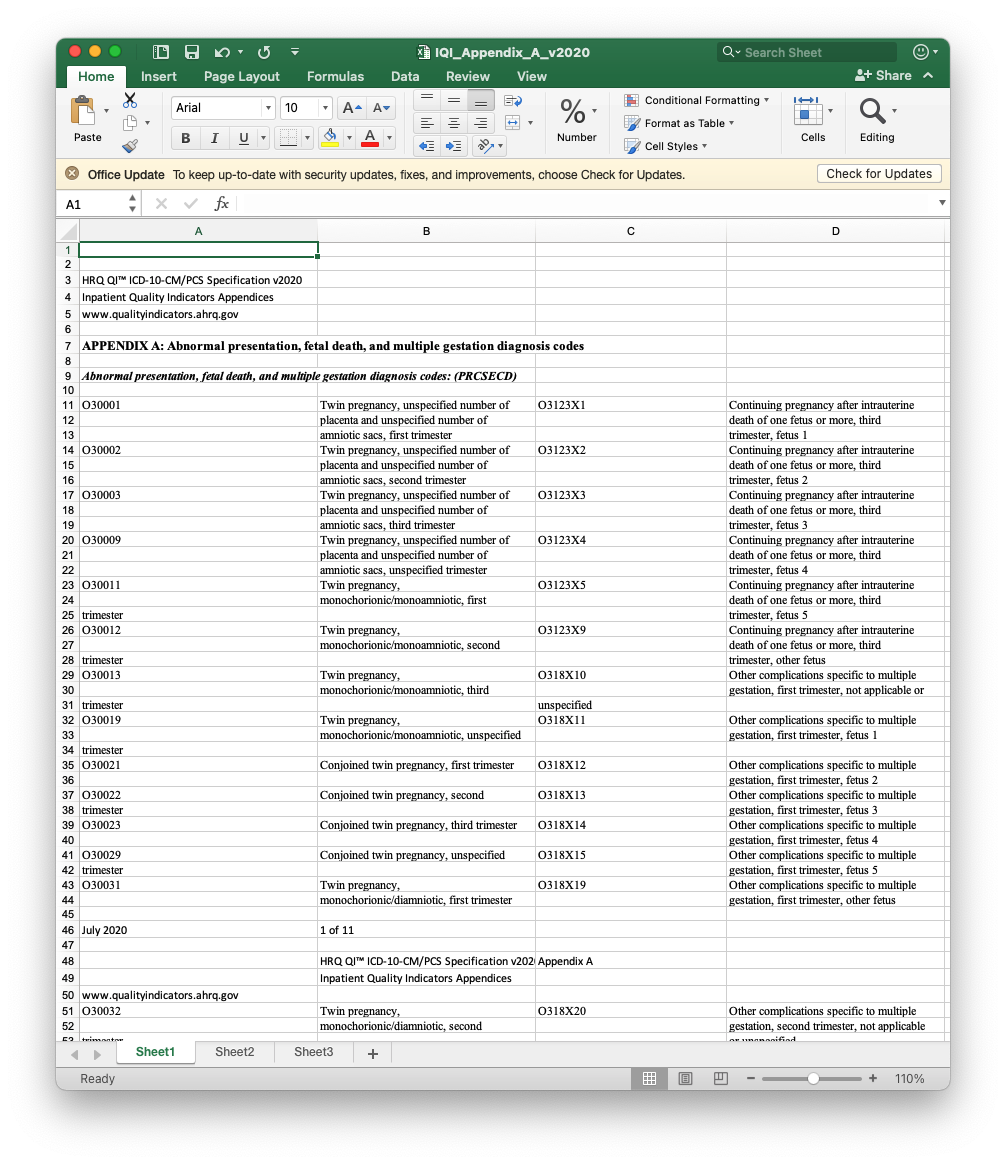 IQI_Appendix_A_v2020
Search Sheet
Home Insert Page Layout Formulas Data Review View
Share
Paste
Arial 10
A A
B I U A
%
Number
Conditional Formatting
Format as Table
Cell Styles
Cells
Editing
Office Update To keep up-to-date with security updates, fixes, and improvements, choose Check for Updates. Check for Updates
A1 fx
A B C D
1
2
3 HRQ QI™ ICD-10-CM/PCS Specification v2020
4 Inpatient Quality Indicators Appendices
5 www.qualityindicators.ahrq.gov
6
7 APPENDIX A: Abnormal presentation, fetal death, and multiple gestation diagnosis codes
8
9 Abnormal presentation, fetal death, and multiple gestation diagnosis codes: (PRCSECD)
10
11 O30001 Twin pregnancy, unspecified number of O3123X1 Continuing pregnancy after intrauterine
12 placenta and unspecified number of death of one fetus or more, third
13 amniotic sacs, first trimester trimester, fetus 1
14 O30002 Twin pregnancy, unspecified number of O3123X2 Continuing pregnancy after intrauterine
15 placenta and unspecified number of death of one fetus or more, third
16 amniotic sacs, second trimester trimester, fetus 2
17 O30003 Twin pregnancy, unspecified number of O3123X3 Continuing pregnancy after intrauterine
18 placenta and unspecified number of death of one fetus or more, third
19 amniotic sacs, third trimester trimester, fetus 3
20 O30009 Twin pregnancy, unspecified number of O3123X4 Continuing pregnancy after intrauterine
21 placenta and unspecified number of death of one fetus or more, third
22 amniotic sacs, unspecified trimester trimester, fetus 4
23 O30011 Twin pregnancy, O3123X5 Continuing pregnancy after intrauterine
24 monochorionic/monoamniotic, first death of one fetus or more, third
25 trimester trimester, fetus 5
26 O30012 Twin pregnancy, O3123X9 Continuing pregnancy after intrauterine
27 monochorionic/monoamniotic, second death of one fetus or more, third
28 trimester trimester, other fetus
29 O30013 Twin pregnancy, O318X10 Other complications specific to multiple
30 monochorionic/monoamniotic, third gestation, first trimester, not applicable or
31 trimester unspecified
32 O30019 Twin pregnancy, O318X11 Other complications specific to multiple
33 monochorionic/monoamniotic, unspecified gestation, first trimester, fetus 1
34 trimester
35 O30021 Conjoined twin pregnancy, first trimester O318X12 Other complications specific to multiple
36 gestation, first trimester, fetus 2
37 O30022 Conjoined twin pregnancy, second O318X13 Other complications specific to multiple
38 trimester gestation, first trimester, fetus 3
39 O30023 Conjoined twin pregnancy, third trimester O318X14 Other complications specific to multiple
40 gestation, first trimester, fetus 4
41 O30029 Conjoined twin pregnancy, unspecified O318X15 Other complications specific to multiple
42 trimester gestation, first trimester, fetus 5
43 O30031 Twin pregnancy, O318X19 Other complications specific to multiple
44 monochorionic/diamniotic, first trimester gestation, first trimester, other fetus
45
46 July 2020 1 of 11
47
48 HRQ QI™ ICD-10-CM/PCS Specification v202 Appendix A
49 Inpatient Quality Indicators Appendices
50 www.qualityindicators.ahrq.gov
51 O30032 Twin pregnancy, O318X20 Other complications specific to multiple
52 monochorionic/diamniotic, second gestation, second trimester, not applicable
53 trimester or unspecified
Sheet1 Sheet2 Sheet3 +
Ready − + 110%